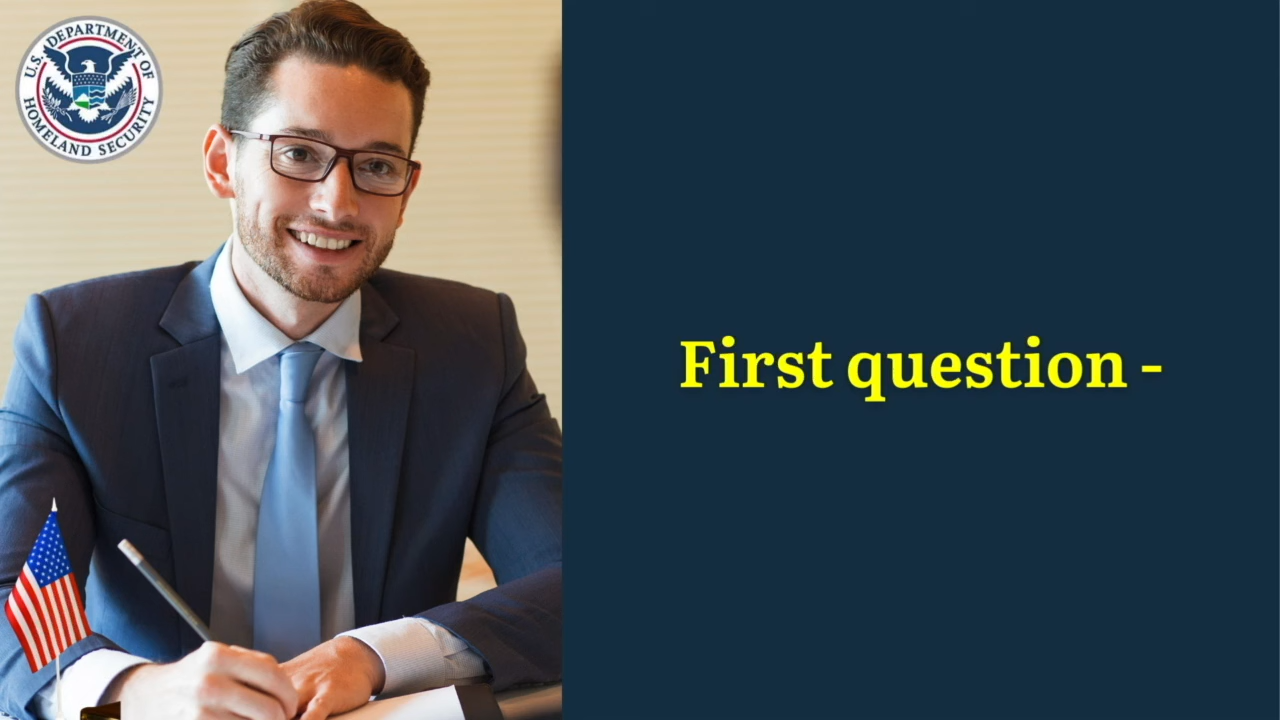 U.S. DEPARTMENT OF
HOMELAND SECURITY
First question -